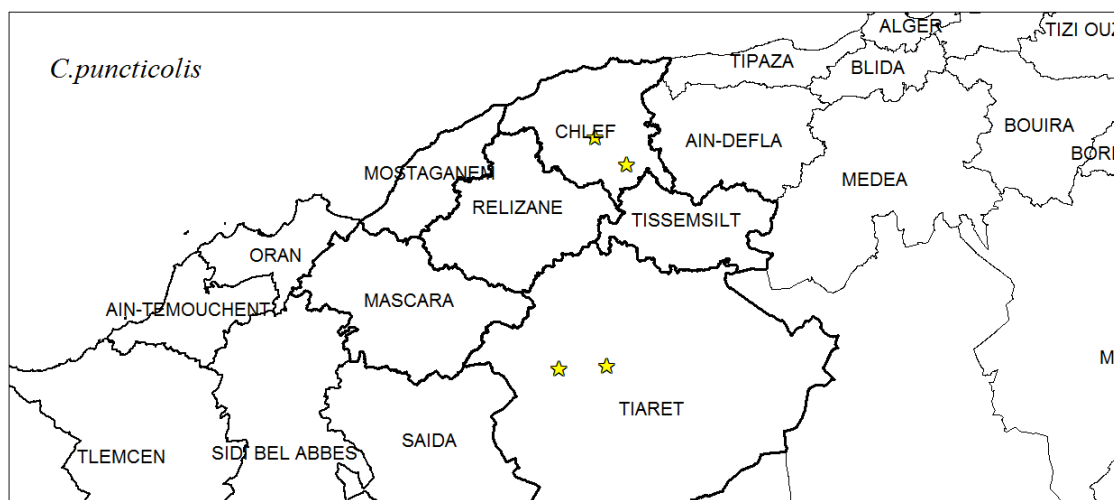 ALGER
TIZI OUZ
C.puncticolis
TIPAZA
BLIDA
CHLEF
AIN-DEFLA
BOUIRA
BORI
MOSTAGANEM
MEDEA
RELIZANE
TISSEMSILT
ORAN
AIN-TEMOUCHENT
MASCARA
M
TIARET
SAIDA
SIDI BEL ABBES
TLEMCEN